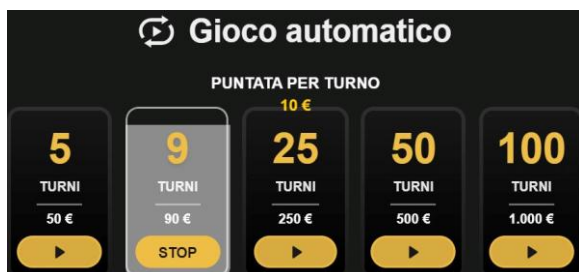 Gioco automatico
PUNTATA PER TURNO
10 €
5 9 25 50 100
TURNI TURNI TURNI TURNI TURNI
50 € 90 € 250 € 500 € 1.000 €
STOP